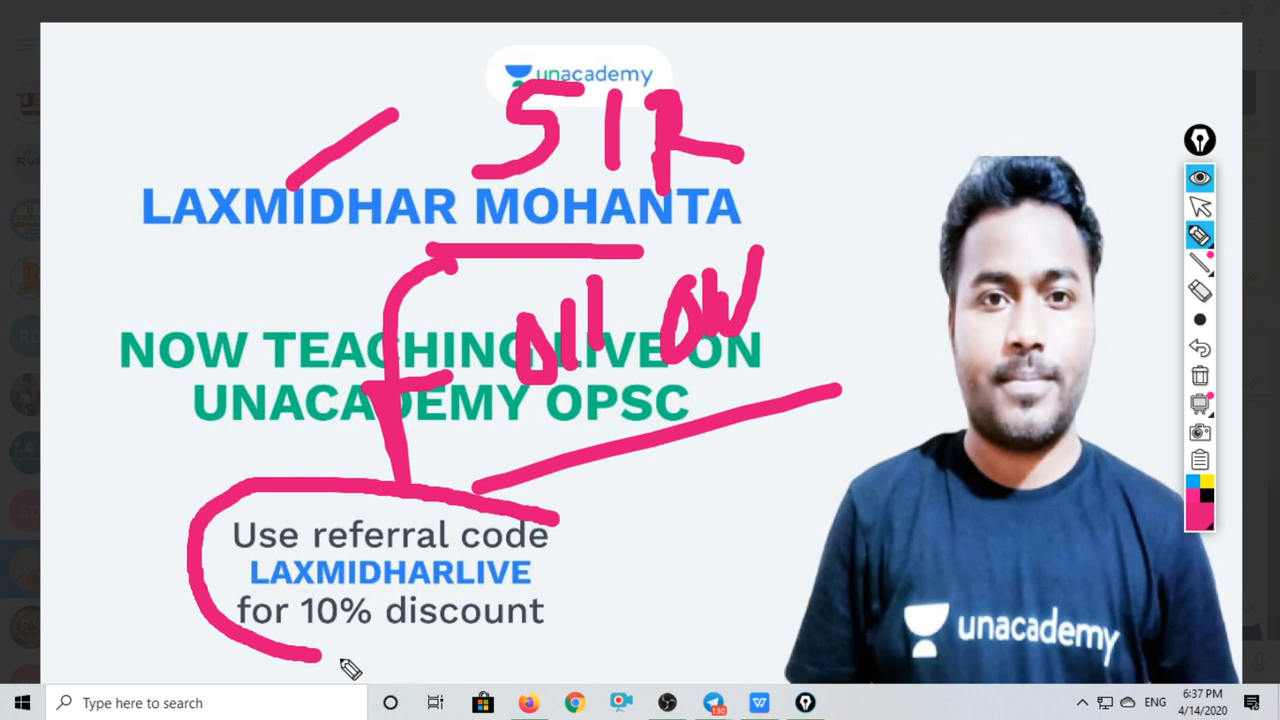 unacademy
SIR
LAXMIDHAR MOHANTA
NOW TEACHING LIVE ON
UNACADEMY OPSC
Use referral code
LAXMIDHARLIVE
for 10% discount
unacademy
Type here to search
130
ENG
6:37 PM
4/14/2020